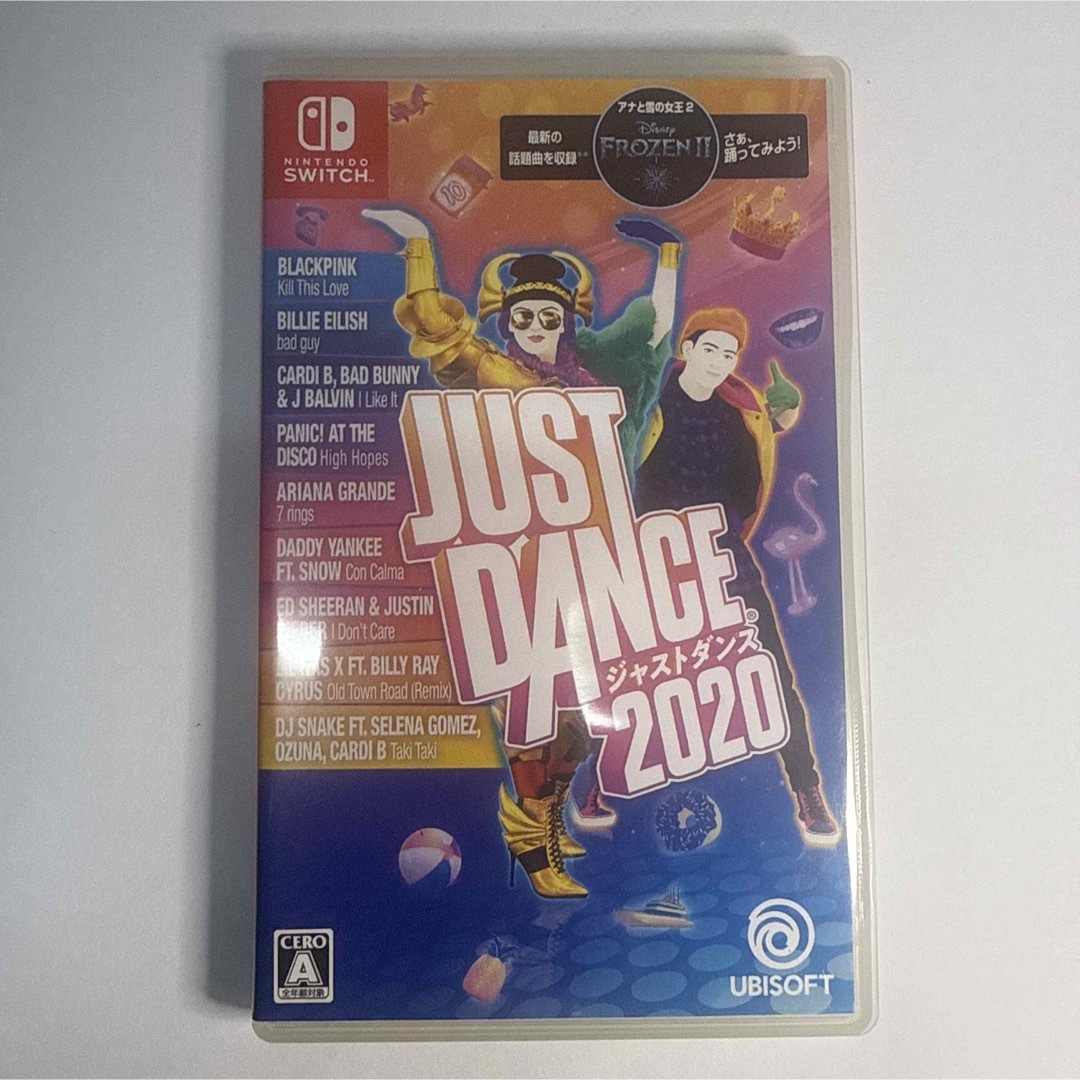 NINTENDO
SWITCH™
アナと雪の女王2
Disney
FROZEN II
最新の
話題曲を収録**
さぁ、
踊ってみよう!
10
BLACKPINK
Kill This Love
BILLIE EILISH
bad guy
CARDI B, BAD BUNNY
& J BALVIN I Like It
PANIC! AT THE
DISCO High Hopes
ARIANA GRANDE
7 rings
DADDY YANKEE
FT. SNOW Con Calma
ED SHEERAN & JUSTIN
I Don't Care
X FT. BILLY RAY
CYRUS Old Town Road (Remix)
DJ SNAKE FT. SELENA GOMEZ,
OZUNA, CARDI B Taki Taki
JUST
DANCE®
ジャストダンス
2020
CERO
A
全年齢対象
UBISOFT